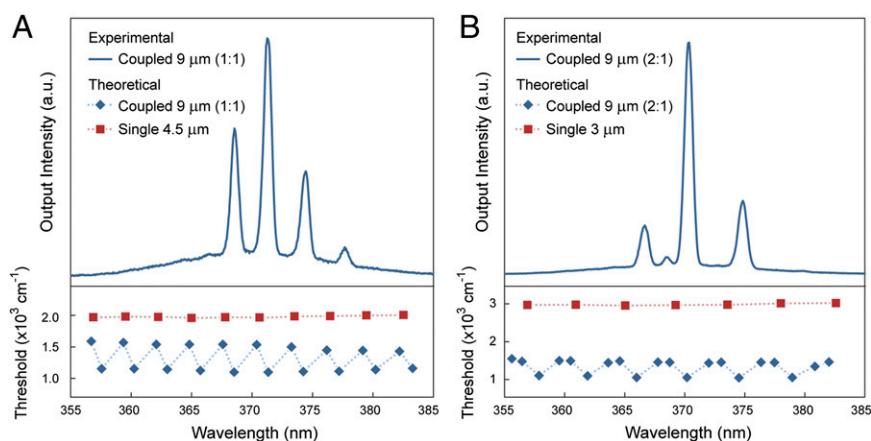 A
Experimental
Coupled 9 μm (1:1)
Theoretical
Coupled 9 μm (1:1)
Single 4.5 μm
Output Intensity (a.u.)
Threshold (x10³ cm⁻¹)
2.0
1.5
1.0
355 360 365 370 375 380 385
Wavelength (nm)
B
Experimental
Coupled 9 μm (2:1)
Theoretical
Coupled 9 μm (2:1)
Single 3 μm
Output Intensity (a.u.)
Threshold (x10³ cm⁻¹)
3
2
1
355 360 365 370 375 380 385
Wavelength (nm)